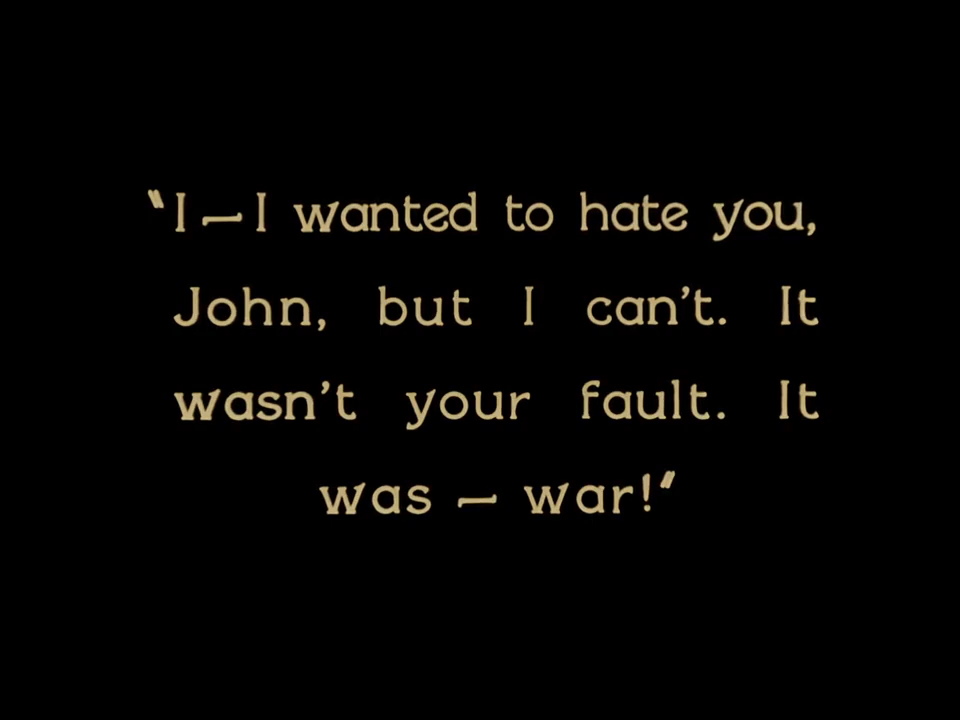 "I—I wanted to hate you,
John, but I can't. It
wasn't your fault. It
was — war!"